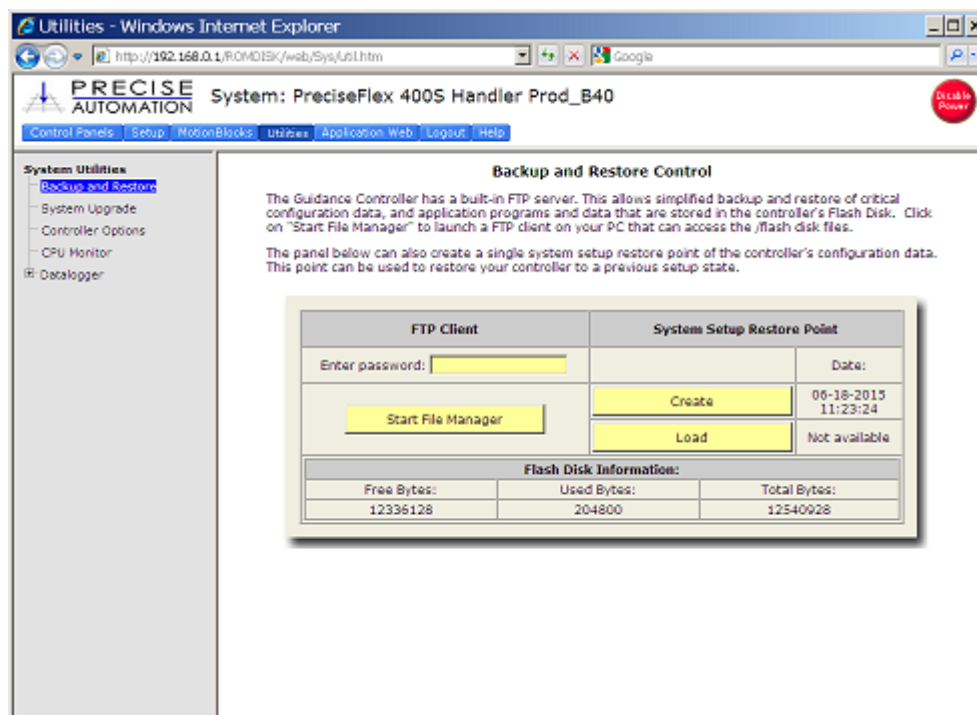 Utilities - Windows Internet Explorer
http://192.168.0.1/ROMDISK/web/Sys/util.htm
Google
PRECISE
AUTOMATION
System: PreciseFlex 400S Handler Prod_B40
Disable
Power
Control Panels Setup MotionBlocks Utilities Application Web Logout Help
System Utilities
Backup and Restore
System Upgrade
Controller Options
CPU Monitor
Datalogger
Backup and Restore Control
The Guidance Controller has a built-in FTP server. This allows simplified backup and restore of critical
configuration data, and application programs and data that are stored in the controller's Flash Disk. Click
on "Start File Manager" to launch a FTP client on your PC that can access the /flash disk files.
The panel below can also create a single system setup restore point of the controller's configuration data.
This point can be used to restore your controller to a previous setup state.
FTP Client System Setup Restore Point
Enter password: Date:
Start File Manager
Create 06-18-2015
11:23:24
Load Not available
Flash Disk Information:
Free Bytes: Used Bytes: Total Bytes:
12336128 204800 12540928